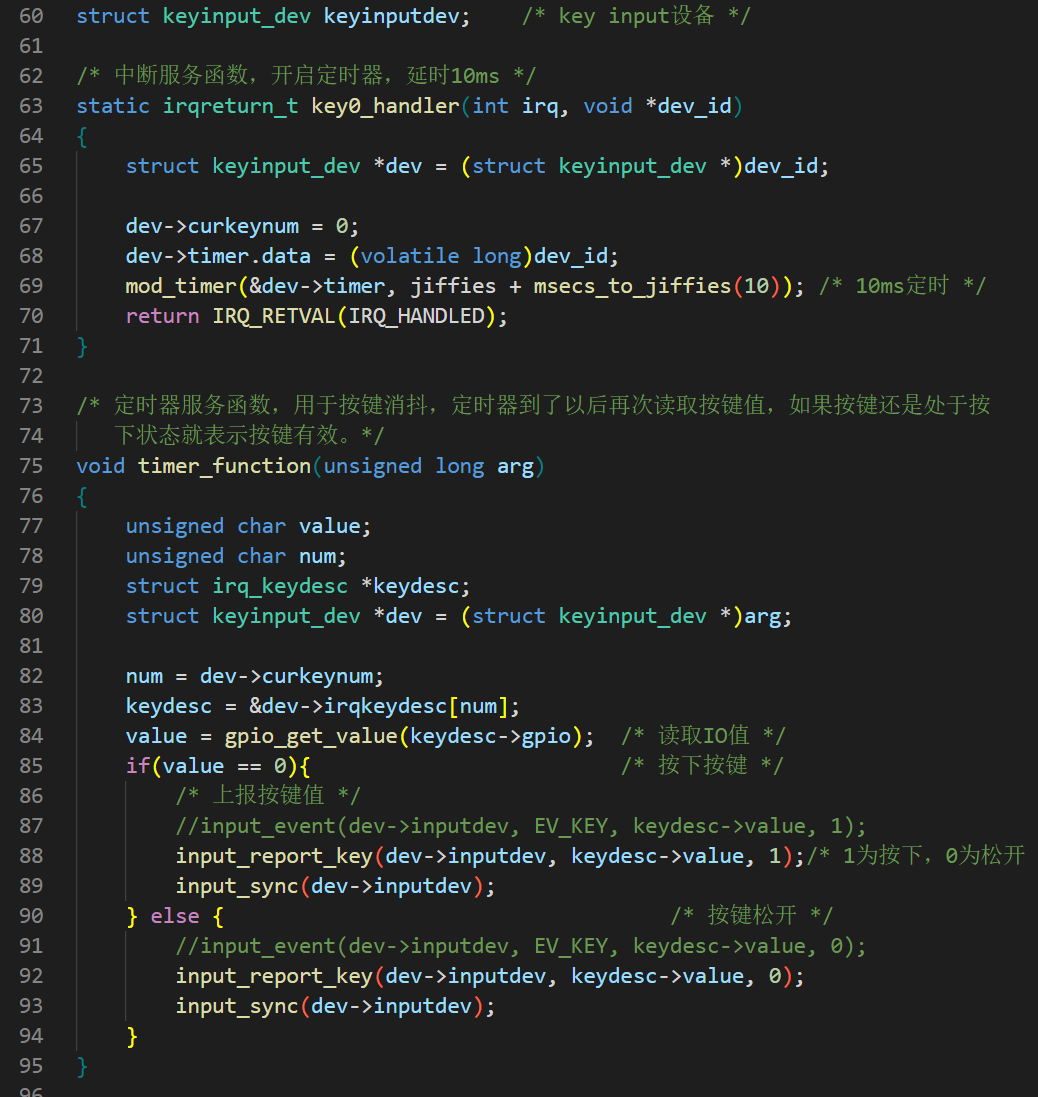 60 struct keyinput_dev keyinputdev;    /* key input设备 */
61
62 /* 中断服务函数，开启定时器，延时10ms */
63 static irqreturn_t key0_handler(int irq, void *dev_id)
64 {
65     struct keyinput_dev *dev = (struct keyinput_dev *)dev_id;
66
67     dev->curkeynum = 0;
68     dev->timer.data = (volatile long)dev_id;
69     mod_timer(&dev->timer, jiffies + msecs_to_jiffies(10)); /* 10ms定时 */
70     return IRQ_RETVAL(IRQ_HANDLED);
71 }
72
73 /* 定时器服务函数，用于按键消抖，定时器到了以后再次读取按键值，如果按键还是处于按
74    下状态就表示按键有效。*/
75 void timer_function(unsigned long arg)
76 {
77     unsigned char value;
78     unsigned char num;
79     struct irq_keydesc *keydesc;
80     struct keyinput_dev *dev = (struct keyinput_dev *)arg;
81
82     num = dev->curkeynum;
83     keydesc = &dev->irqkeydesc[num];
84     value = gpio_get_value(keydesc->gpio);  /* 读取IO值 */
85     if(value == 0){                         /* 按下按键 */
86         /* 上报按键值 */
87         //input_event(dev->inputdev, EV_KEY, keydesc->value, 1);
88         input_report_key(dev->inputdev, keydesc->value, 1);/* 1为按下，0为松开
89         input_sync(dev->inputdev);
90     } else {                                    /* 按键松开 */
91         //input_event(dev->inputdev, EV_KEY, keydesc->value, 0);
92         input_report_key(dev->inputdev, keydesc->value, 0);
93         input_sync(dev->inputdev);
94     }
95 }
96